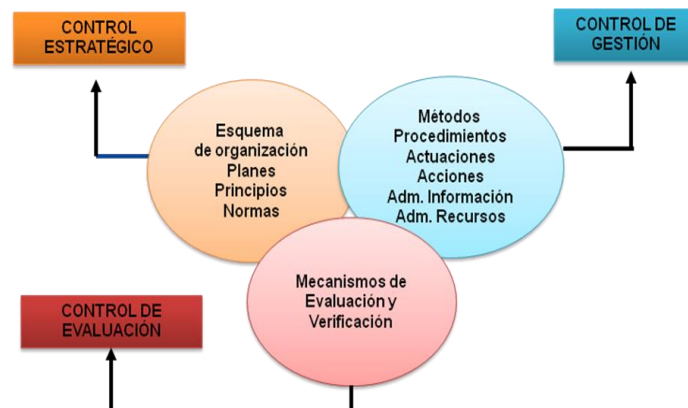 CONTROL
ESTRATÉGICO
CONTROL DE
GESTIÓN
Esquema
de organización
Planes
Principios
Normas
Métodos
Procedimientos
Actuaciones
Acciones
Adm. Información
Adm. Recursos
Mecanismos de
Evaluación y
Verificación
CONTROL DE
EVALUACIÓN